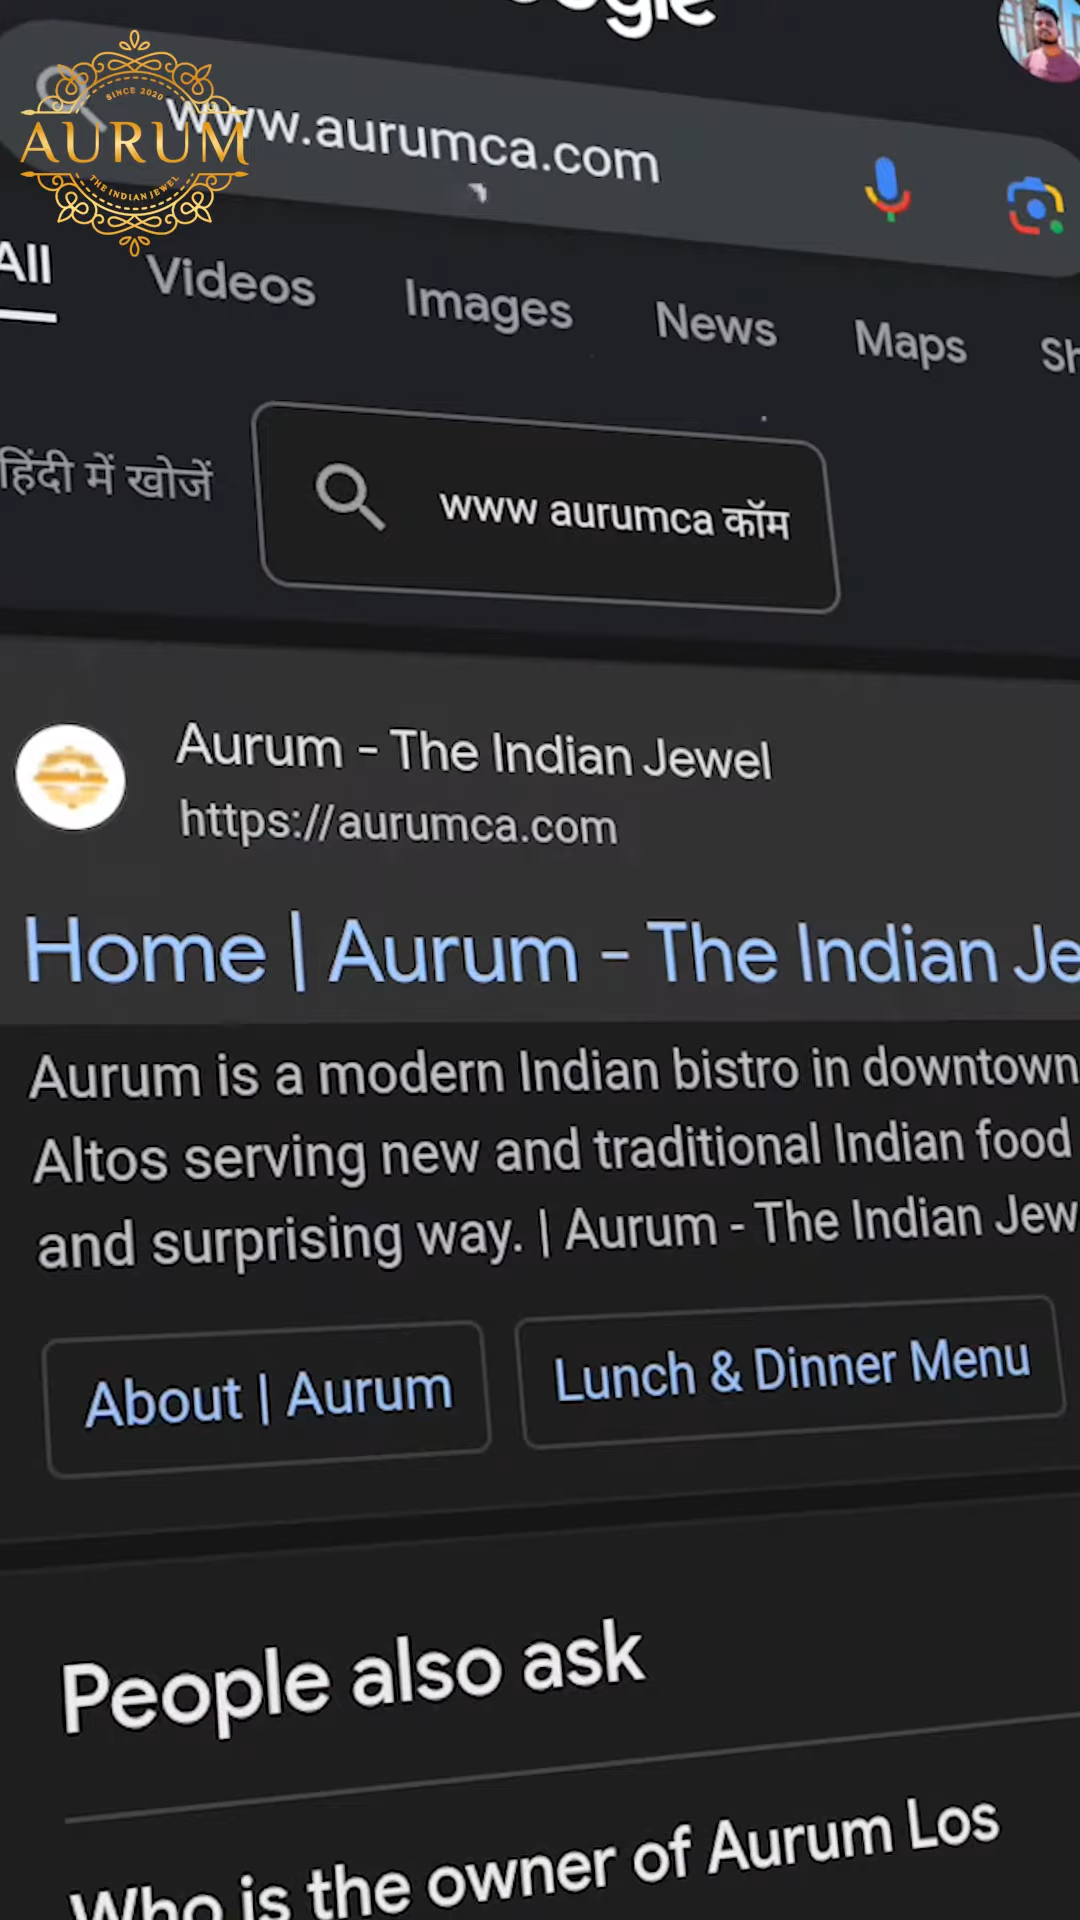 SINCE 2020
AURUM
THE INDIAN JEWEL
www.aurumca.com
All Videos Images News Maps Sh
हिंदी में खोजें
www aurumca कॉम
Aurum - The Indian Jewel
https://aurumca.com
Home | Aurum - The Indian Je
Aurum is a modern Indian bistro in downtown
Altos serving new and traditional Indian food
and surprising way. | Aurum - The Indian Jew
About | Aurum
Lunch & Dinner Menu
People also ask
Who is the owner of Aurum Los